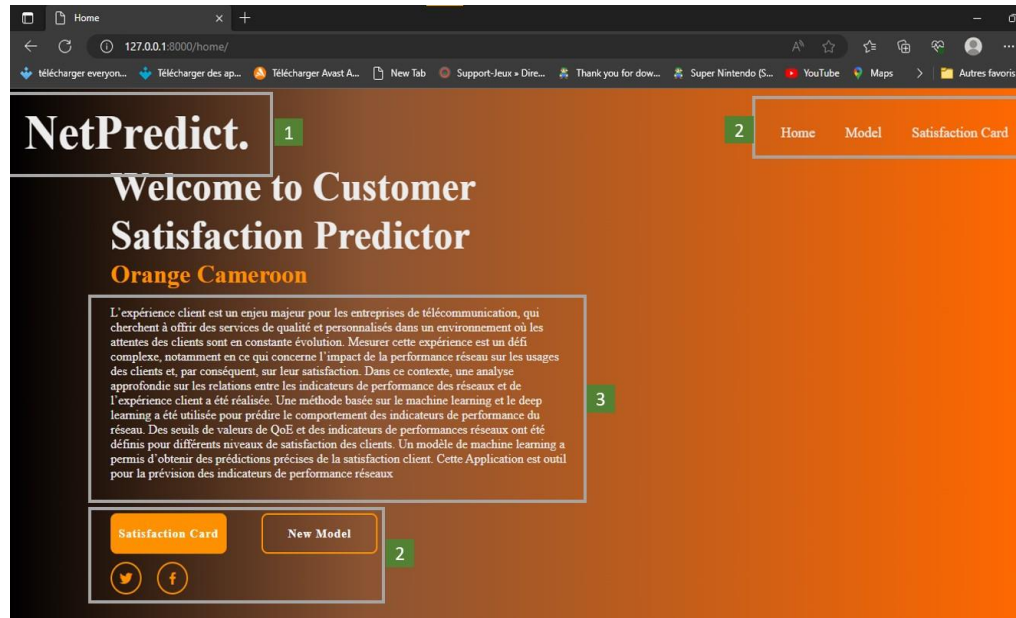 Home
127.0.0.1:8000/home/
télécharger everyon... Télécharger des ap... Télécharger Avast A... New Tab Support-Jeux » Dire... Thank you for dow... Super Nintendo (S... YouTube Maps Autres favoris
NetPredict. 1
2 Home Model Satisfaction Card
Welcome to Customer
Satisfaction Predictor
Orange Cameroon
L'expérience client est un enjeu majeur pour les entreprises de télécommunication, qui
cherchent à offrir des services de qualité et personnalisés dans un environnement où les
attentes des clients sont en constante évolution. Mesurer cette expérience est un défi
complexe, notamment en ce qui concerne l'impact de la performance réseau sur les usages
des clients et, par conséquent, sur leur satisfaction. Dans ce contexte, une analyse
approfondie sur les relations entre les indicateurs de performance des réseaux et de
l'expérience client a été réalisée. Une méthode basée sur le machine learning et le deep
learning a été utilisée pour prédire le comportement des indicateurs de performance du
réseau. Des seuils de valeurs de QoE et des indicateurs de performances réseaux ont été
définis pour différents niveaux de satisfaction des clients. Un modèle de machine learning a
permis d'obtenir des prédictions précises de la satisfaction client. Cette Application est outil
pour la prévision des indicateurs de performance réseaux
3
Satisfaction Card New Model
2